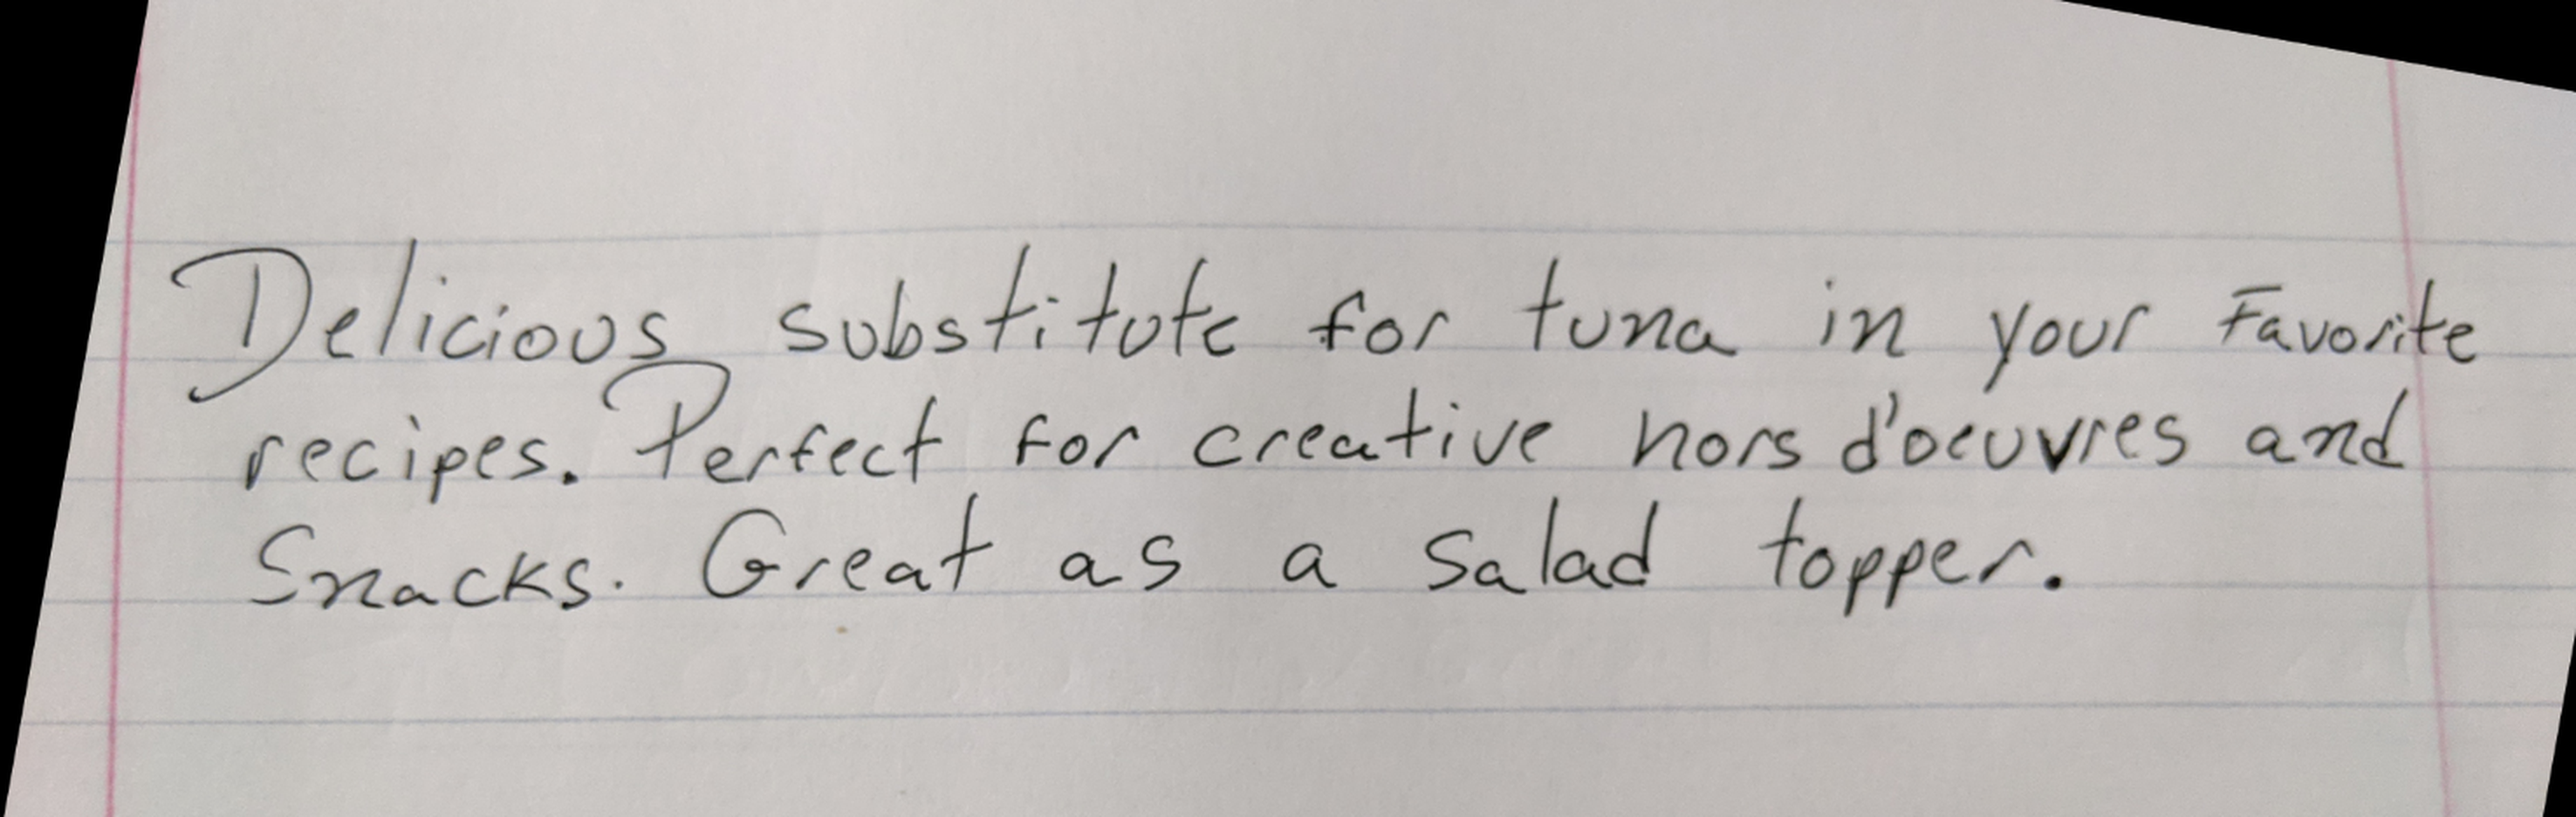 Delicious substitute for tuna in your Favorite
recipes. Perfect for creative hors d'oeuvres and
Snacks. Great as a salad topper.